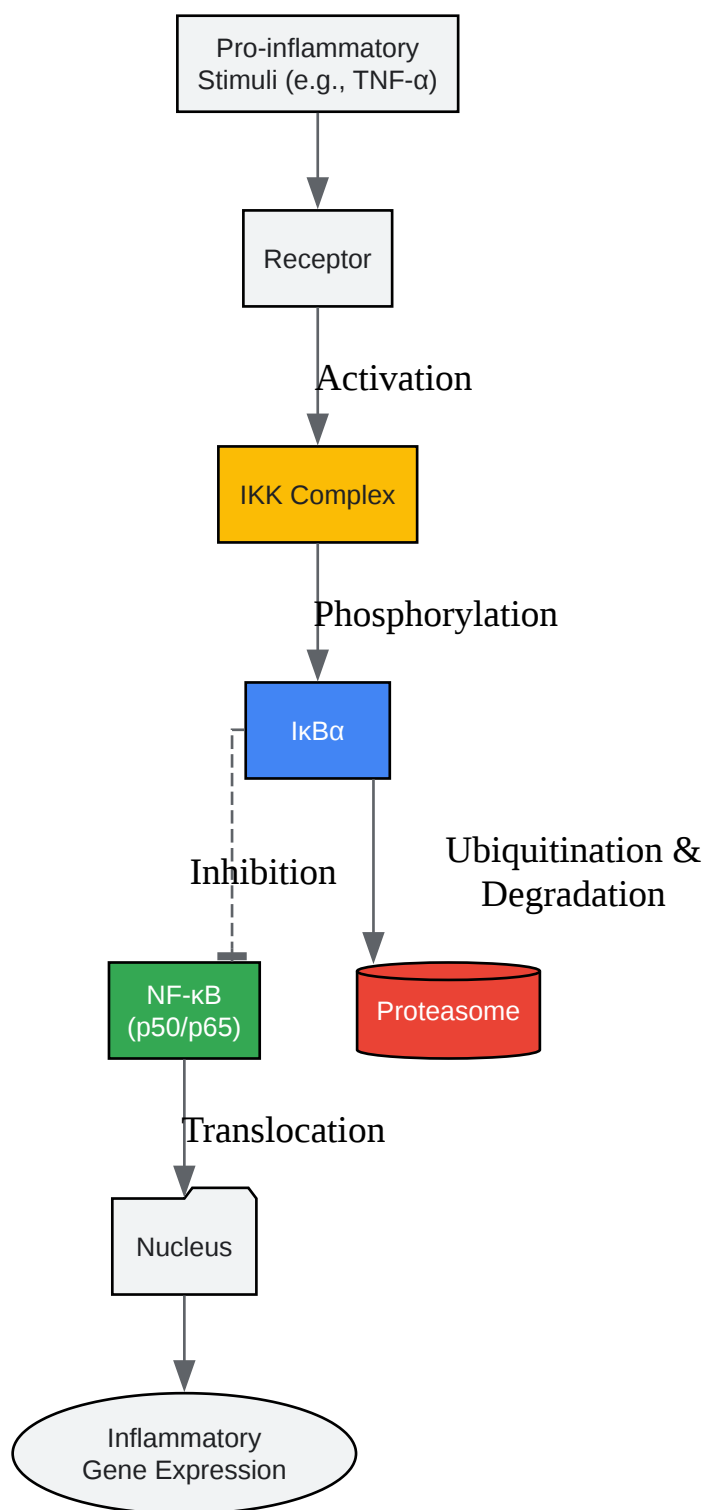 Pro-inflammatory
Stimuli (e.g., TNF-α)
Receptor
Activation
IKK Complex
Phosphorylation
IκBα
Inhibition
Ubiquitination &
Degradation
NF-κB
(p50/p65)
Proteasome
Translocation
Nucleus
Inflammatory
Gene Expression